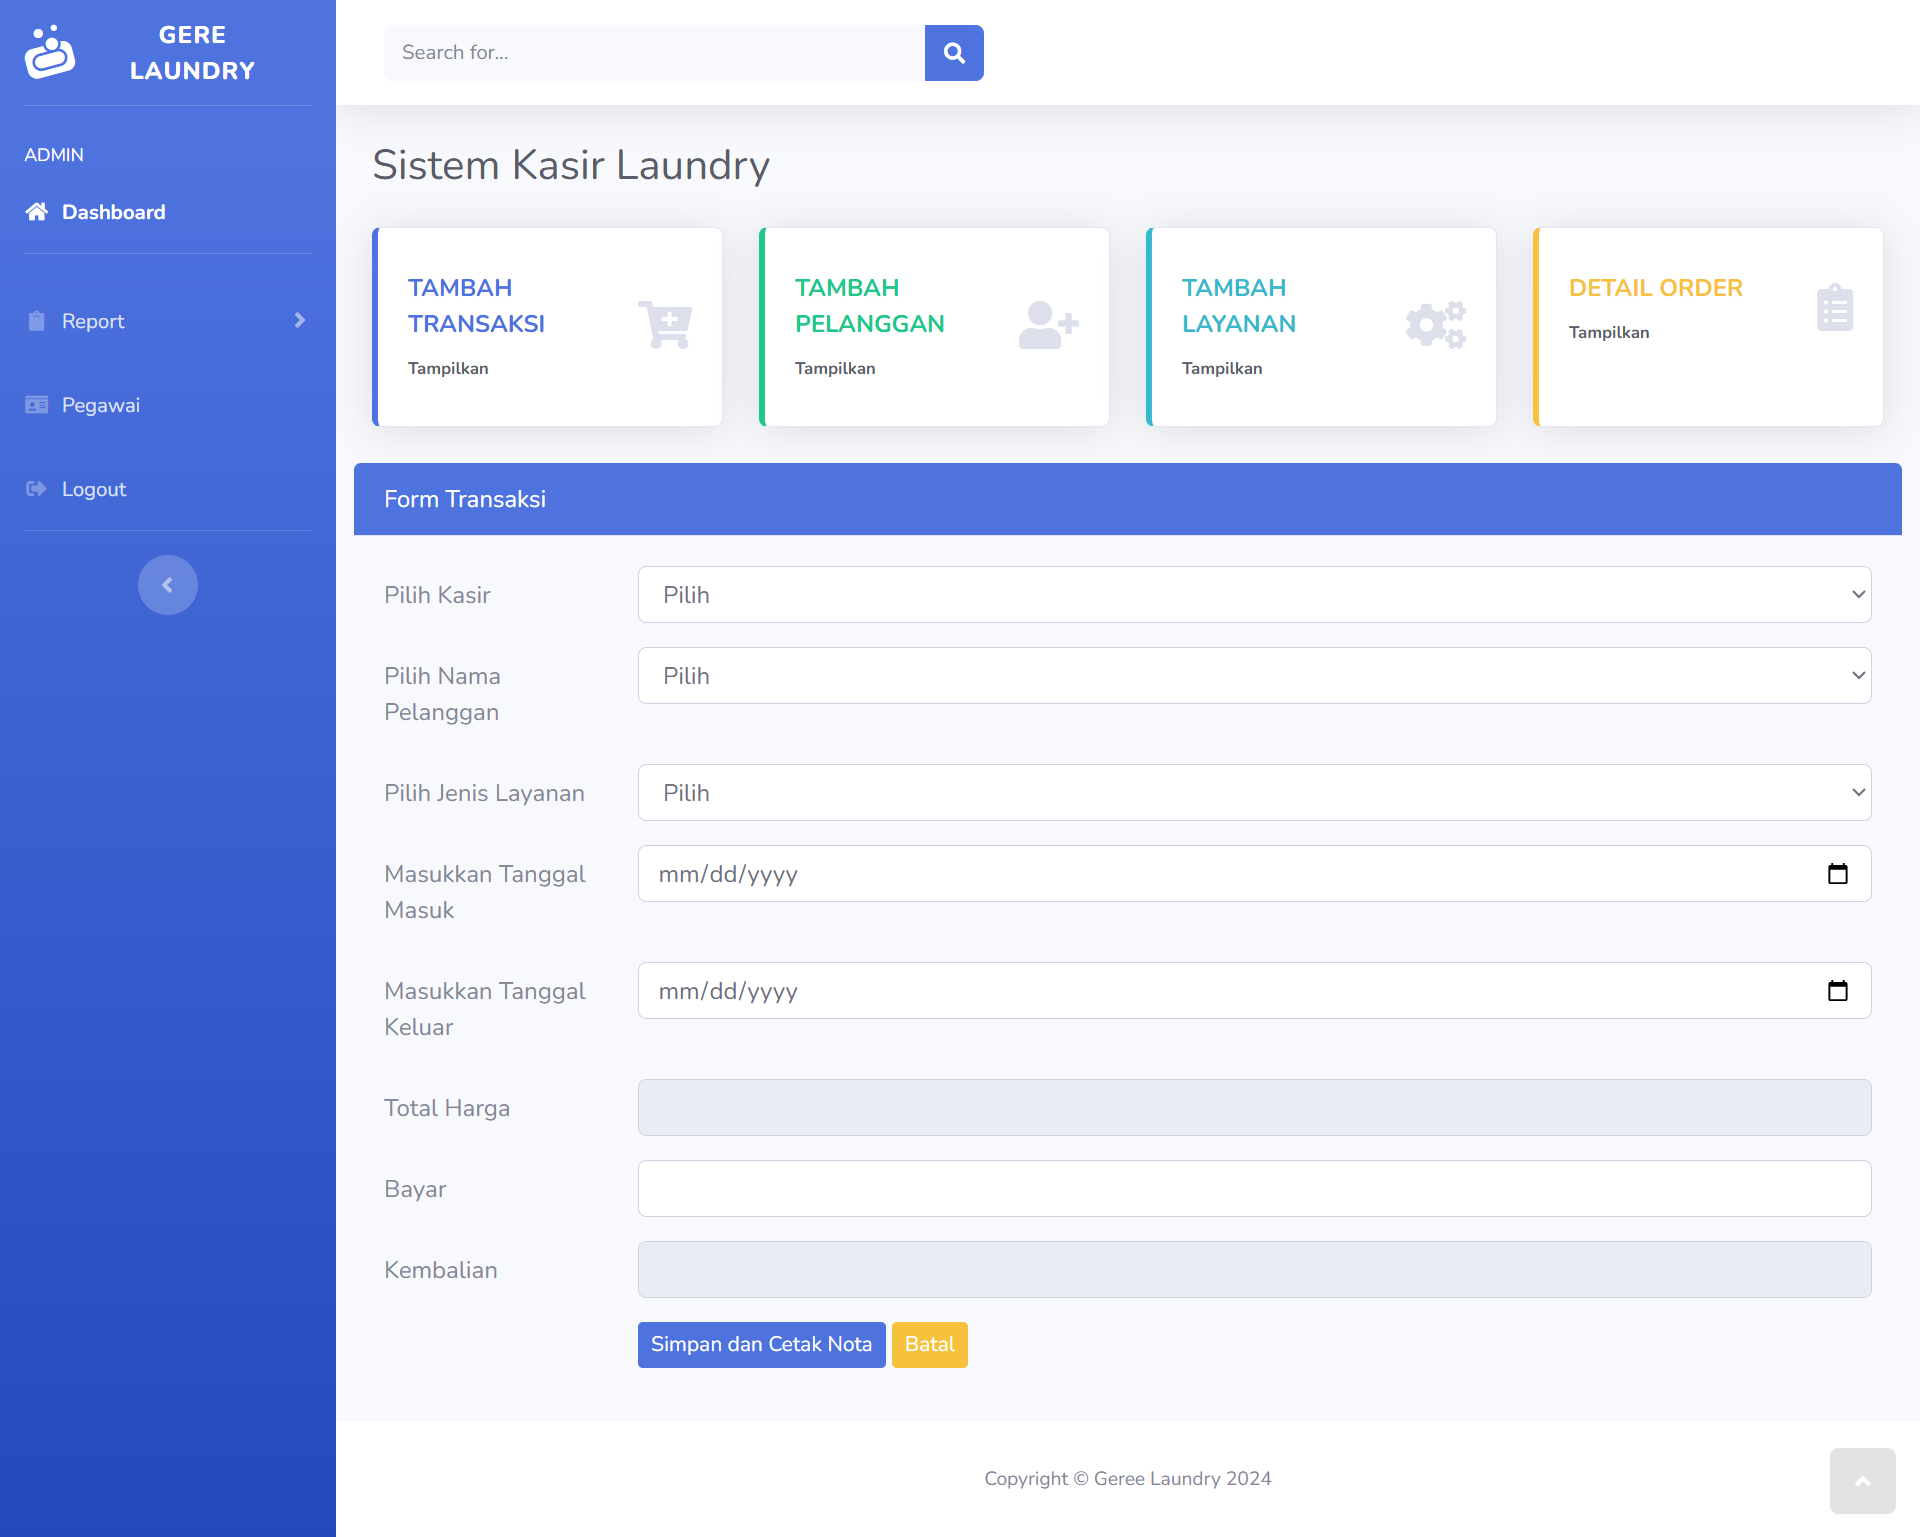 GERE
LAUNDRY
Search for...
ADMIN
Dashboard
Report
Pegawai
Logout
Sistem Kasir Laundry
TAMBAH
TRANSAKSI
Tampilkan
TAMBAH
PELANGGAN
Tampilkan
TAMBAH
LAYANAN
Tampilkan
DETAIL ORDER
Tampilkan
Form Transaksi
Pilih Kasir
Pilih
Pilih Nama
Pelanggan
Pilih
Pilih Jenis Layanan
Pilih
Masukkan Tanggal
Masuk
mm/dd/yyyy
Masukkan Tanggal
Keluar
mm/dd/yyyy
Total Harga
Bayar
Kembalian
Simpan dan Cetak Nota
Batal
Copyright © Geree Laundry 2024